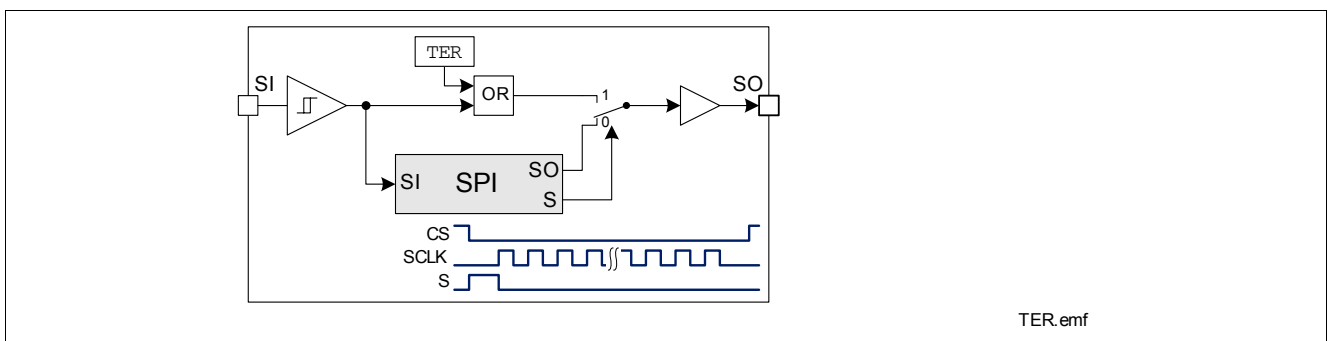 TER
SI
OR
1
SO
0
SI SPI SO
S
CS
SCLK
S
TER.emf